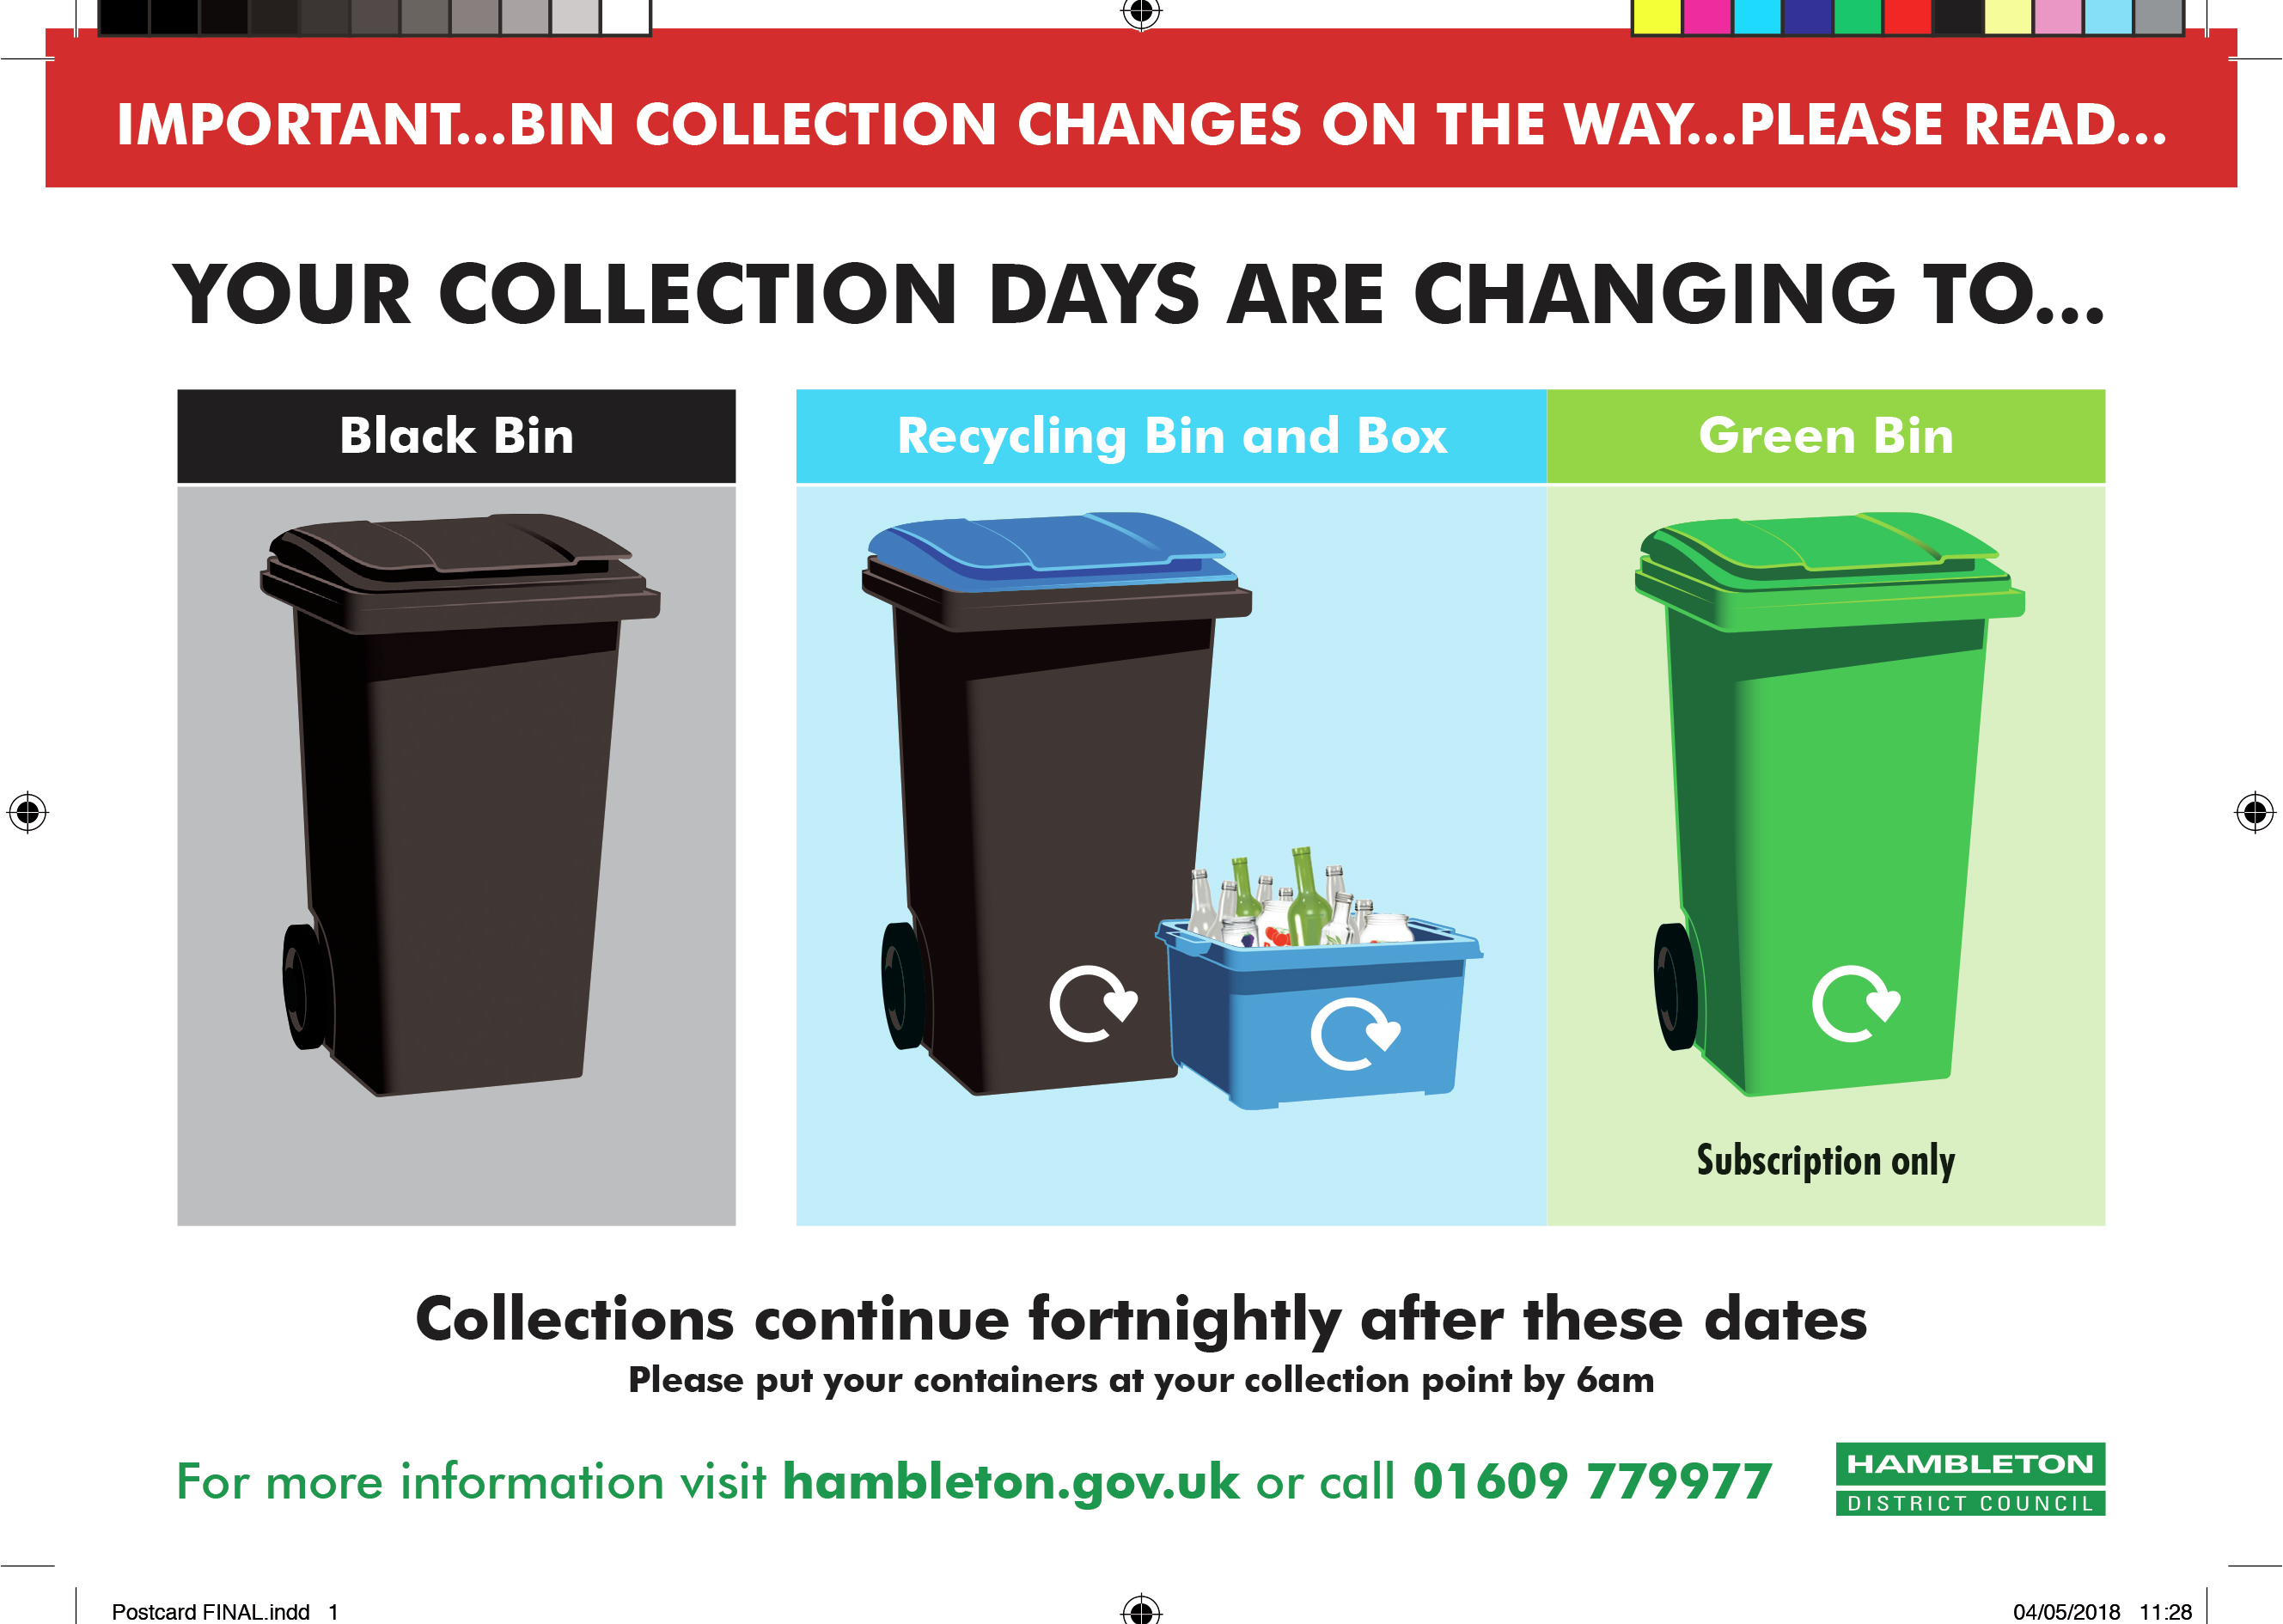 IMPORTANT...BIN COLLECTION CHANGES ON THE WAY...PLEASE READ...
YOUR COLLECTION DAYS ARE CHANGING TO...
Black Bin
Recycling Bin and Box
Green Bin
Subscription only
Collections continue fortnightly after these dates
Please put your containers at your collection point by 6am
For more information visit hambleton.gov.uk or call 01609 779977
HAMBLETON
DISTRICT COUNCIL
Postcard FINAL.indd 1
04/05/2018 11:28